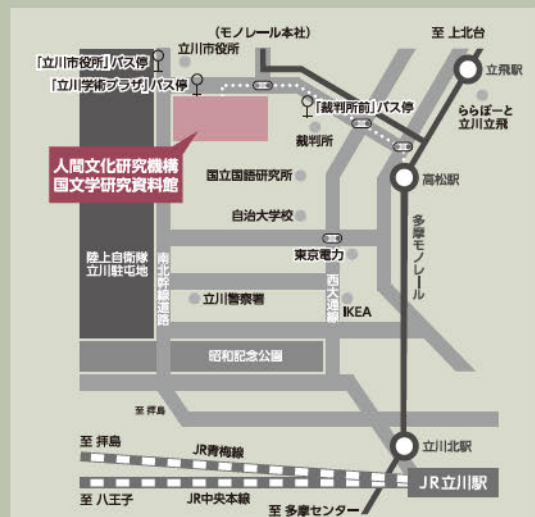 (モノレール本社)
至 上北台
「立川市役所」バス停
立川市役所
立飛駅
「立川学術プラザ」バス停
「裁判所前」バス停
ららぽーと
立川立飛
裁判所
人間文化研究機構
国文学研究資料館
国立国語研究所
高松駅
自治大学校
多摩モノレール
陸上自衛隊
立川駐屯地
南北幹線道路
東京電力
西大通線
立川警察署
IKEA
昭和記念公園
至 拝島
立川北駅
至 拝島
JR青梅線
JR立川駅
至 八王子
JR中央本線
至 多摩センター